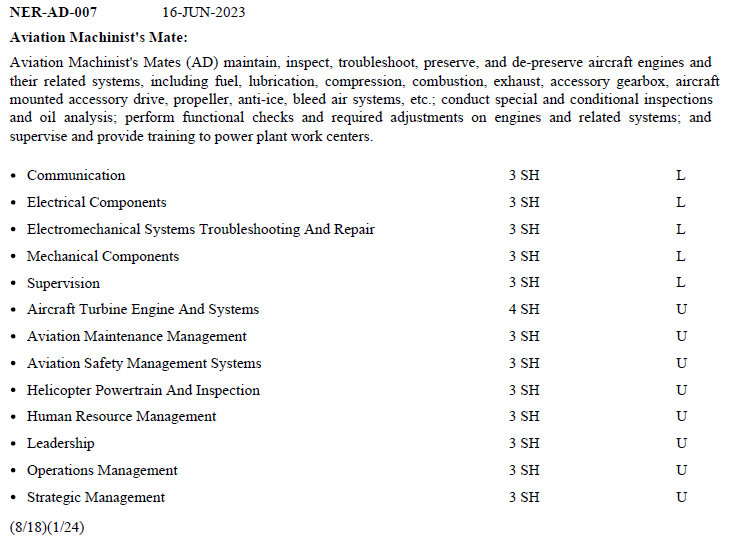 NER-AD-007 16-JUN-2023
Aviation Machinist's Mate:
Aviation Machinist's Mates (AD) maintain, inspect, troubleshoot, preserve, and de-preserve aircraft engines and
their related systems, including fuel, lubrication, compression, combustion, exhaust, accessory gearbox, aircraft
mounted accessory drive, propeller, anti-ice, bleed air systems, etc.; conduct special and conditional inspections
and oil analysis; perform functional checks and required adjustments on engines and related systems; and
supervise and provide training to power plant work centers.
• Communication 3 SH L
• Electrical Components 3 SH L
• Electromechanical Systems Troubleshooting And Repair 3 SH L
• Mechanical Components 3 SH L
• Supervision 3 SH L
• Aircraft Turbine Engine And Systems 4 SH U
• Aviation Maintenance Management 3 SH U
• Aviation Safety Management Systems 3 SH U
• Helicopter Powertrain And Inspection 3 SH U
• Human Resource Management 3 SH U
• Leadership 3 SH U
• Operations Management 3 SH U
• Strategic Management 3 SH U
(8/18)(1/24)